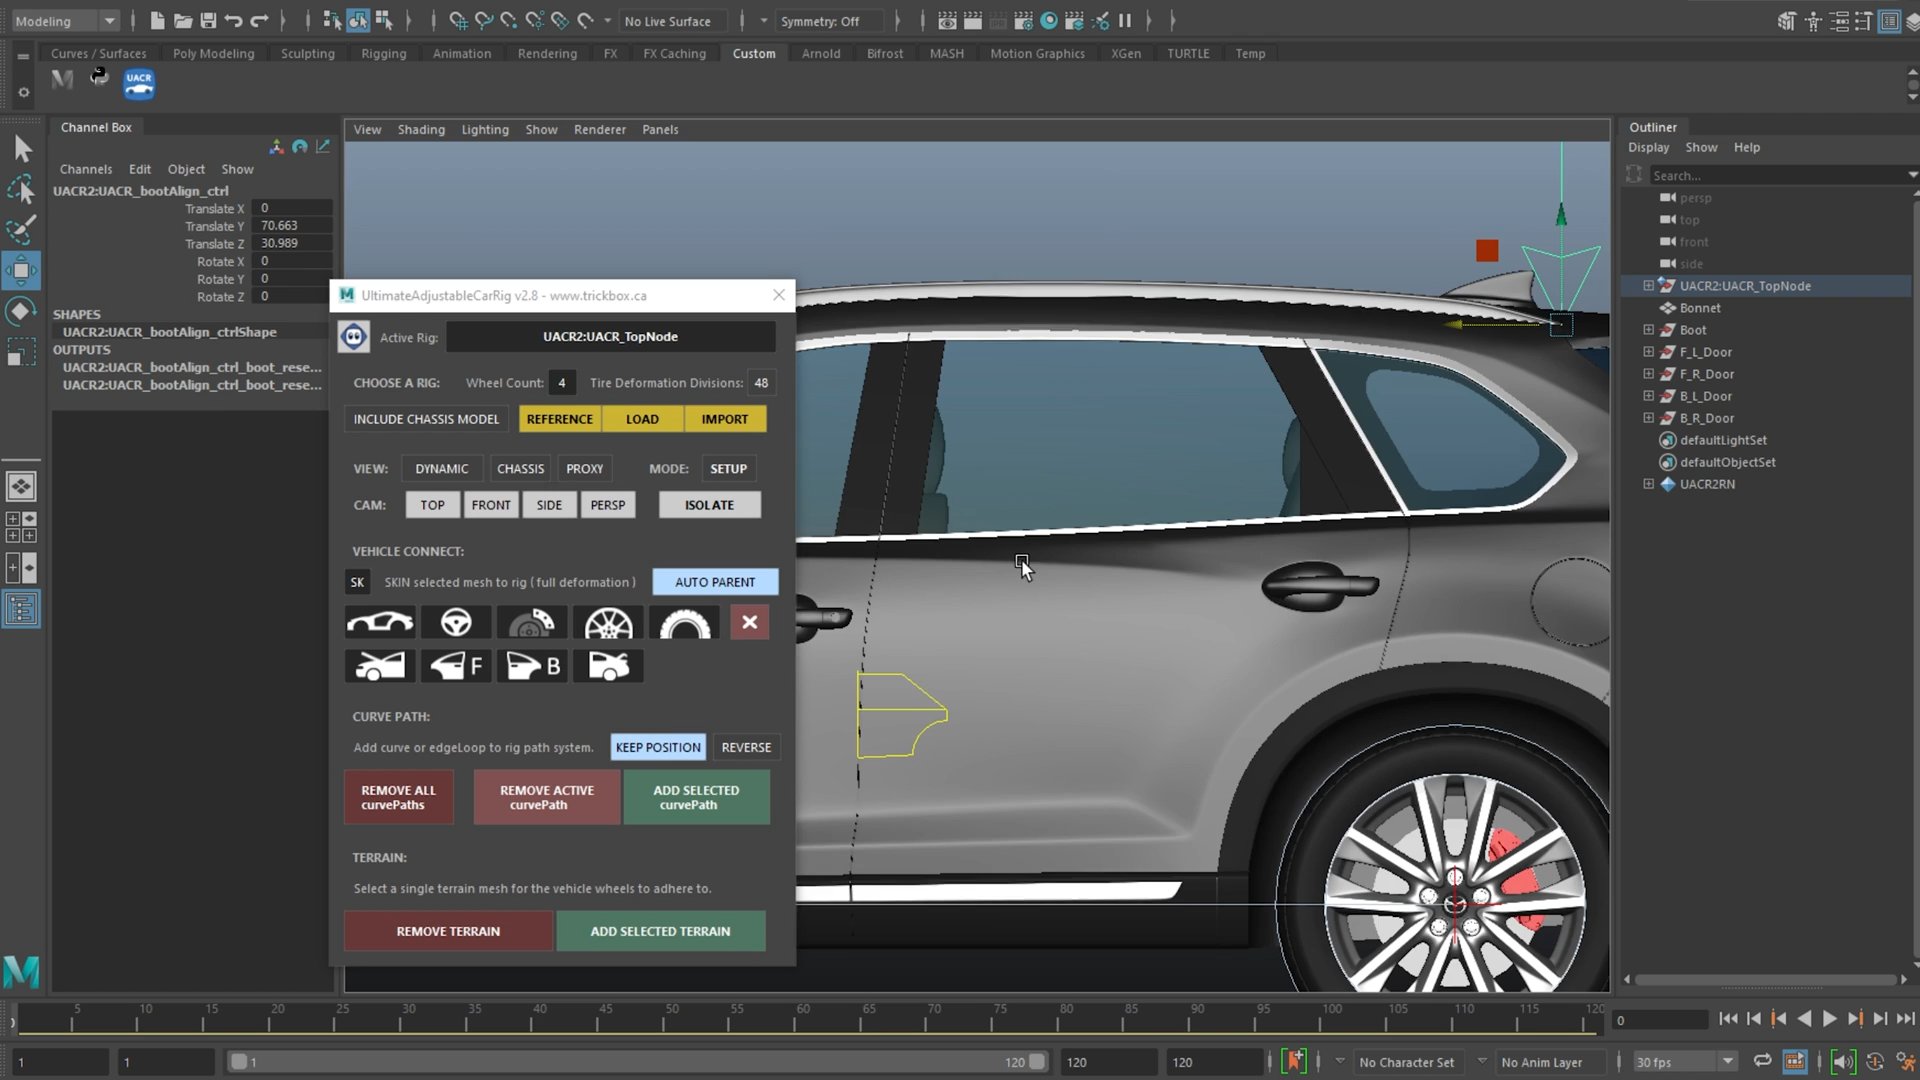 Modeling
No Live Surface
Symmetry: Off
Curves / Surfaces Poly Modeling Sculpting Rigging Animation Rendering FX FX Caching Custom Arnold Bifrost MASH Motion Graphics XGen TURTLE Temp
UACR
Channel Box
Channels Edit Object Show
UACR2:UACR_bootAlign_ctrl
Translate X 0
Translate Y 70.663
Translate Z 30.989
Rotate X 0
Rotate Y 0
Rotate Z 0
SHAPES
UACR2:UACR_bootAlign_ctrlShape
OUTPUTS
UACR2:UACR_bootAlign_ctrl_boot_rese...
UACR2:UACR_bootAlign_ctrl_boot_rese...
View Shading Lighting Show Renderer Panels
UltimateAdjustableCarRig v2.8 - www.trickbox.ca
Active Rig: UACR2:UACR_TopNode
CHOOSE A RIG: Wheel Count: 4 Tire Deformation Divisions: 48
INCLUDE CHASSIS MODEL REFERENCE LOAD IMPORT
VIEW: DYNAMIC CHASSIS PROXY MODE: SETUP
CAM: TOP FRONT SIDE PERSP ISOLATE
VEHICLE CONNECT:
SK SKIN selected mesh to rig ( full deformation ) AUTO PARENT
F B
CURVE PATH:
Add curve or edgeLoop to rig path system. KEEP POSITION REVERSE
REMOVE ALL
curvePaths
REMOVE ACTIVE
curvePath
ADD SELECTED
curvePath
TERRAIN:
Select a single terrain mesh for the vehicle wheels to adhere to.
REMOVE TERRAIN ADD SELECTED TERRAIN
Outliner
Display Show Help
Search...
persp
top
front
side
UACR2:UACR_TopNode
Bonnet
Boot
F_L_Door
F_R_Door
B_L_Door
B_R_Door
defaultLightSet
defaultObjectSet
UACR2RN
5 10 15 20 25 30 35 40 45 50 55 60 65 70 75 80 85 90 95 100 105 110 115 120
0
1 1 1 120 120 120 No Character Set No Anim Layer 30 fps